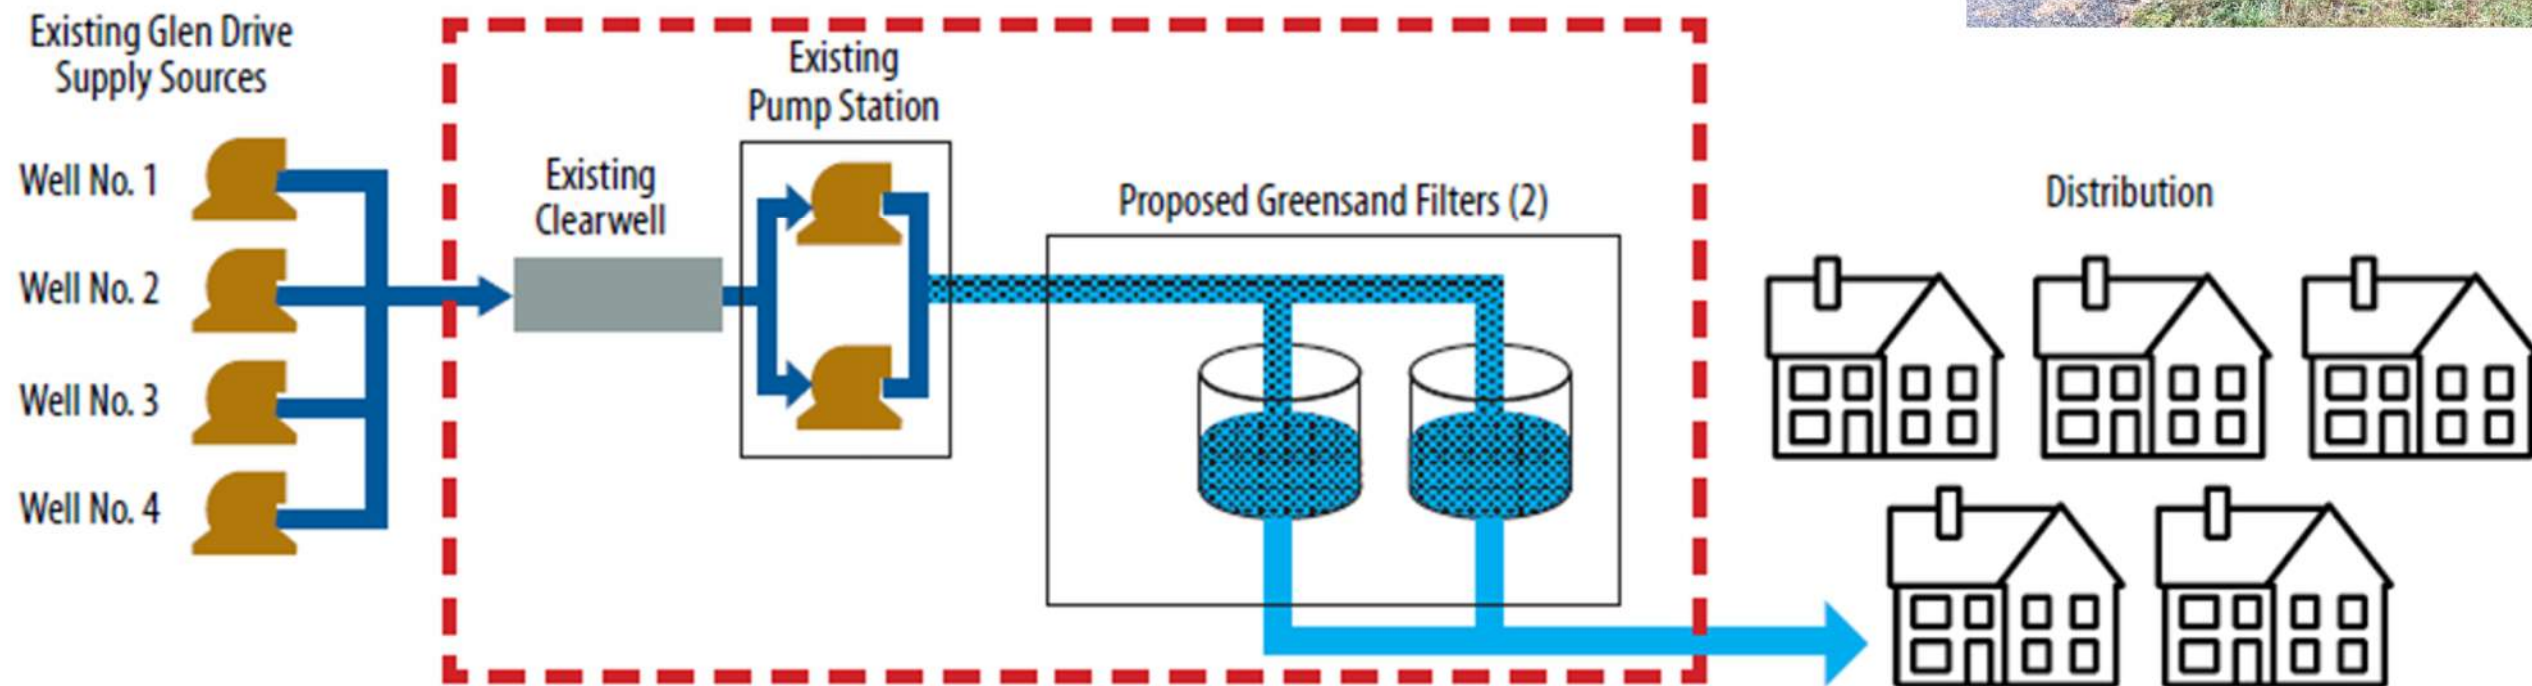 Existing Glen Drive
Supply Sources
Well No. 1
Well No. 2
Well No. 3
Well No. 4
Existing
Clearwell
Existing
Pump Station
Proposed Greensand Filters (2)
Distribution